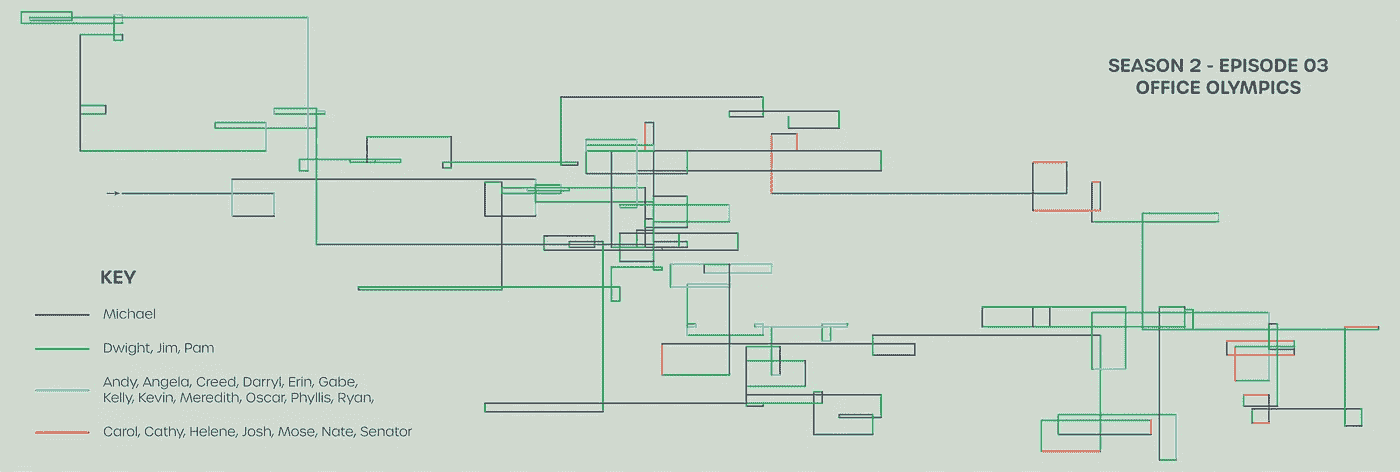 SEASON 2 - EPISODE 03
OFFICE OLYMPICS
KEY
Michael
Dwight, Jim, Pam
Andy, Angela, Creed, Darryl, Erin, Gabe,
Kelly, Kevin, Meredith, Oscar, Phyllis, Ryan,
Carol, Cathy, Helene, Josh, Mose, Nate, Senator